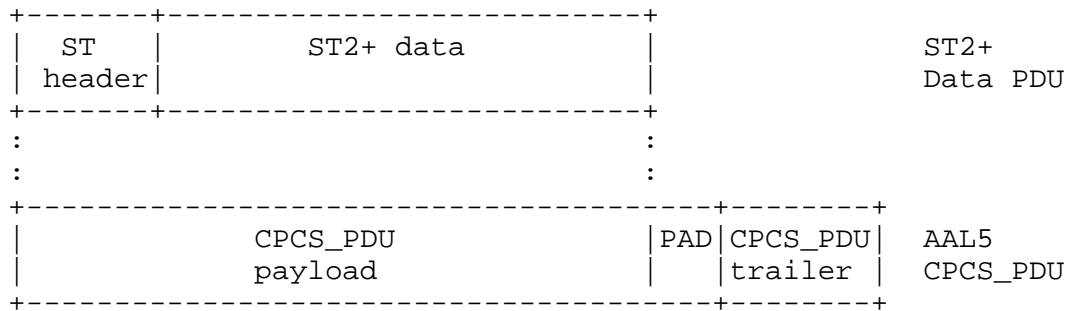 +-------+---------------------------+
|  ST   |        ST2+ data          |               ST2+
| header|                           |               Data PDU
+-------+---------------------------+
:                                   :
:                                   :
+---------------------------------------+--------+
|             CPCS_PDU              |PAD|CPCS_PDU|  AAL5
|             payload               |   |trailer |  CPCS_PDU
+---------------------------------------+--------+